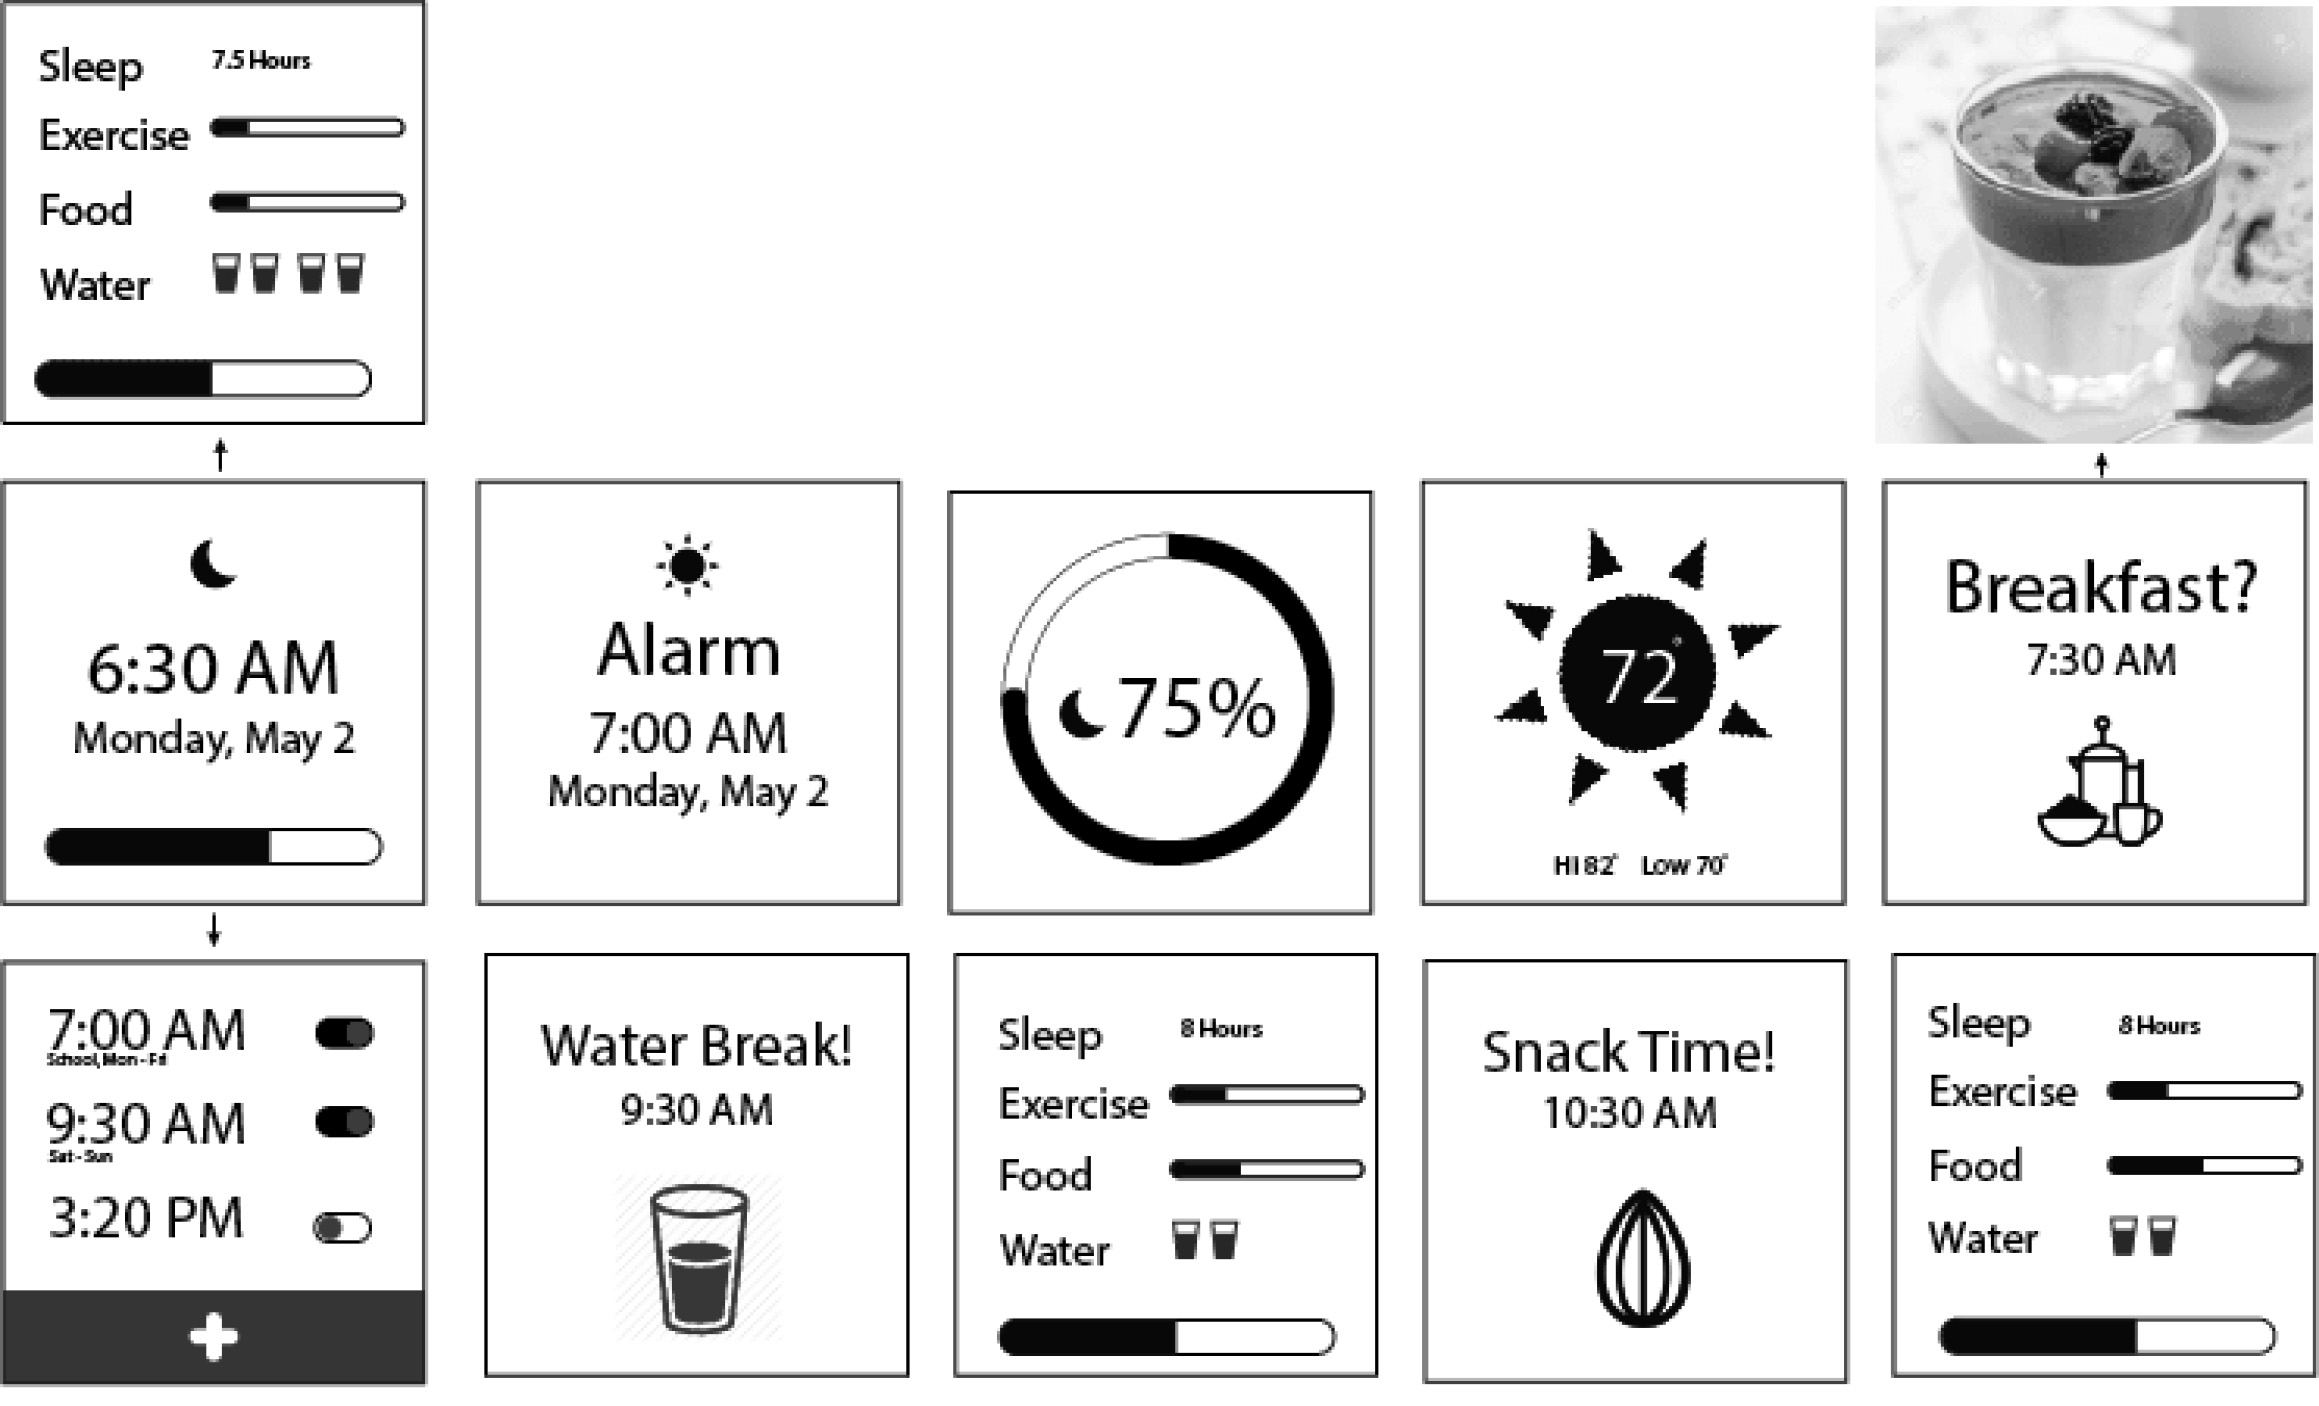 Sleep 7.5 Hours
Exercise
Food
Water
6:30 AM
Monday, May 2
Alarm
7:00 AM
Monday, May 2
75%
72°
HI 82° Low 70°
Breakfast?
7:30 AM
7:00 AM
School, Mon - Fri
9:30 AM
Sat - Sun
3:20 PM
Water Break!
9:30 AM
Sleep 8 Hours
Exercise
Food
Water
Snack Time!
10:30 AM
Sleep 8 Hours
Exercise
Food
Water